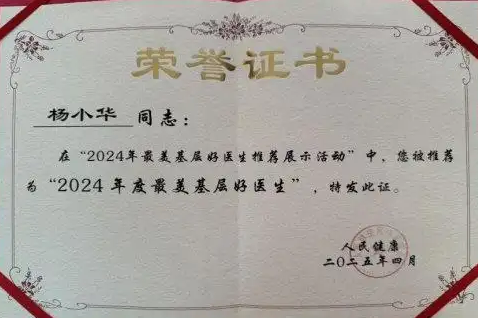 荣誉证书
杨小华 同志：
在“2024年最美基层好医生推荐展示活动”中，您被推荐
为“2024年度最美基层好医生”，特发此证。
人民健康
二〇二五年四月